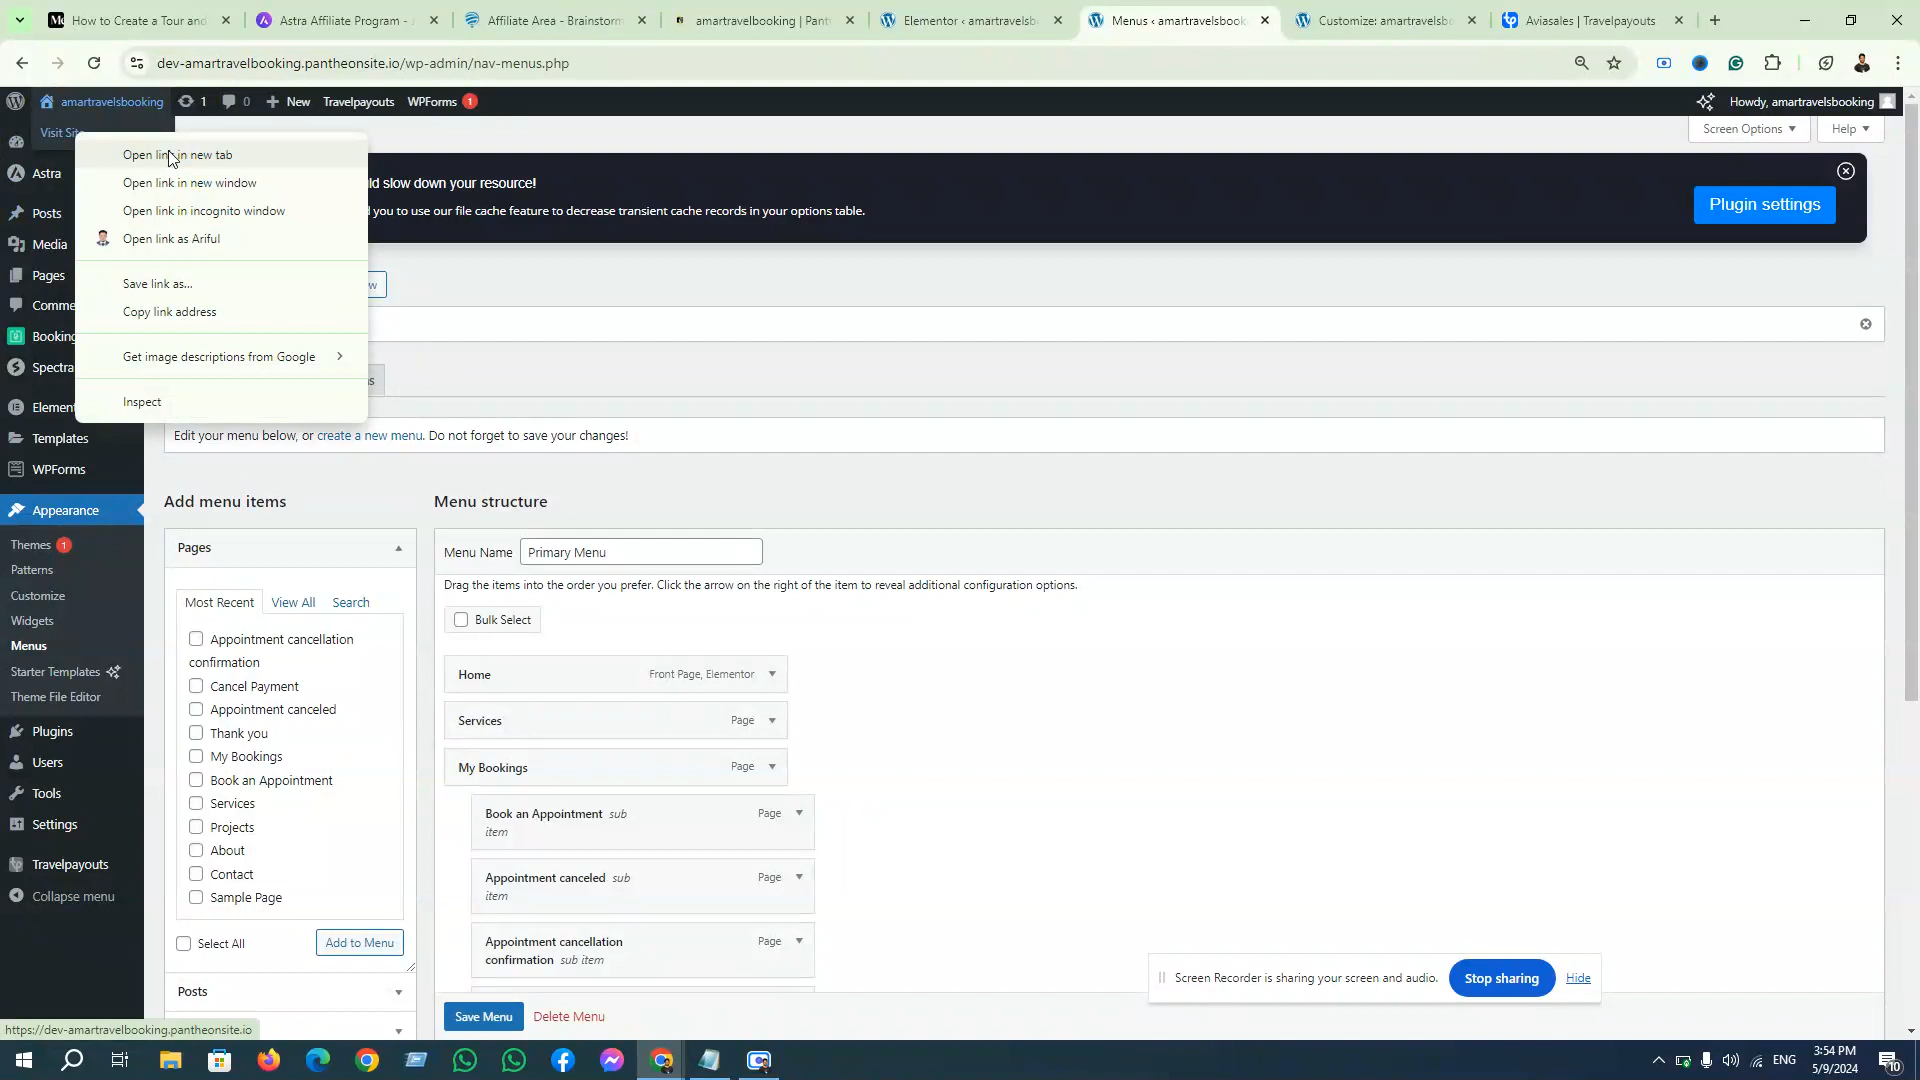 How to Create a Tour and
Astra Affiliate Program -
Affiliate Area - Brainstorm
amartravelbooking | Pant
Elementor ‹ amartravelsb
Menus ‹ amartravelsbook
Customize: amartravelsbo
Aviasales | Travelpayouts
dev-amartravelbooking.pantheonsite.io/wp-admin/nav-menus.php
amartravelsbooking
1
0
New
Travelpayouts
WPForms 1
Howdy, amartravelsbooking
Visit Site
Screen Options
Help
Open link in new tab
Open link in new window
Open link in incognito window
Open link as Ariful
Save link as...
Copy link address
Get image descriptions from Google
Inspect
ld slow down your resource!
d you to use our file cache feature to decrease transient cache records in your options table.
Plugin settings
Astra
Posts
Media
Pages
Comme
Booking
Spectra
Element
Templates
WPForms
Appearance
Themes 1
Patterns
Customize
Widgets
Menus
Starter Templates
Theme File Editor
Plugins
Users
Tools
Settings
Travelpayouts
Collapse menu
Edit your menu below, or create a new menu. Do not forget to save your changes!
Add menu items
Pages
Most Recent
View All
Search
Appointment cancellation
confirmation
Cancel Payment
Appointment canceled
Thank you
My Bookings
Book an Appointment
Services
Projects
About
Contact
Sample Page
Select All
Add to Menu
Posts
Menu structure
Menu Name
Primary Menu
Drag the items into the order you prefer. Click the arrow on the right of the item to reveal additional configuration options.
Bulk Select
Home
Front Page, Elementor
Services
Page
My Bookings
Page
Book an Appointment sub
item
Page
Appointment canceled sub
item
Page
Appointment cancellation
confirmation sub item
Page
Save Menu
Delete Menu
Screen Recorder is sharing your screen and audio.
Stop sharing
Hide
https://dev-amartravelbooking.pantheonsite.io
ENG
3:54 PM
5/9/2024
10